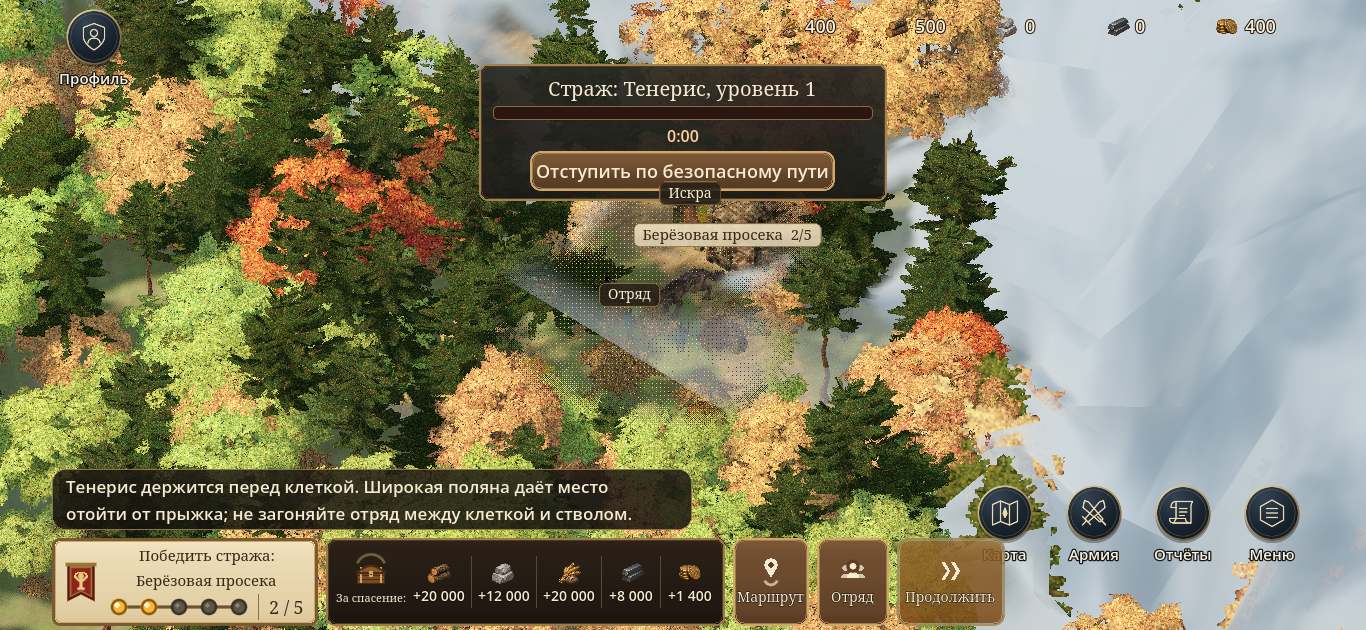 400
500
0
0
400
Профиль
Страж: Тенерис, уровень 1
0:00
Отступить по безопасному пути
Искра
Берёзовая просека 2/5
Отряд
Тенерис держится перед клеткой. Широкая поляна даёт место
отойти от прыжка; не загоняйте отряд между клеткой и стволом.
Карта
Армия
Отчёты
Меню
Победить стража:
Берёзовая просека
2 / 5
За спасение:
+20 000
+12 000
+20 000
+8 000
+1 400
Маршрут
Отряд
Продолжить